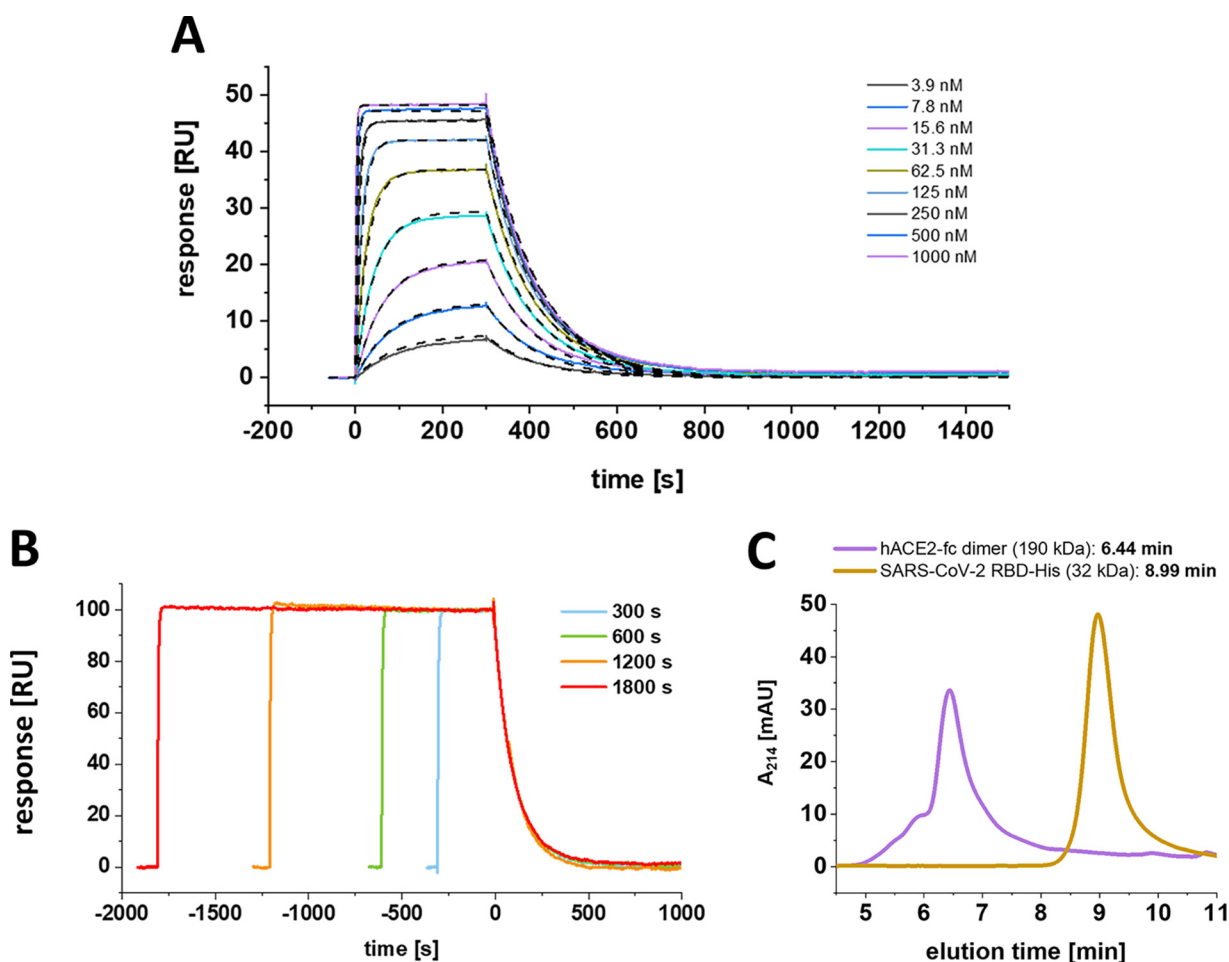 A
response [RU]
50
40
30
20
10
0
-200 0 200 400 600 800 1000 1200 1400
time [s]
3.9 nM
7.8 nM
15.6 nM
31.3 nM
62.5 nM
125 nM
250 nM
500 nM
1000 nM
B
response [RU]
100
80
60
40
20
0
-2000 -1500 -1000 -500 0 500 1000
time [s]
300 s
600 s
1200 s
1800 s
C
hACE2-fc dimer (190 kDa): 6.44 min
SARS-CoV-2 RBD-His (32 kDa): 8.99 min
A214 [mAU]
50
40
30
20
10
0
5 6 7 8 9 10 11
elution time [min]